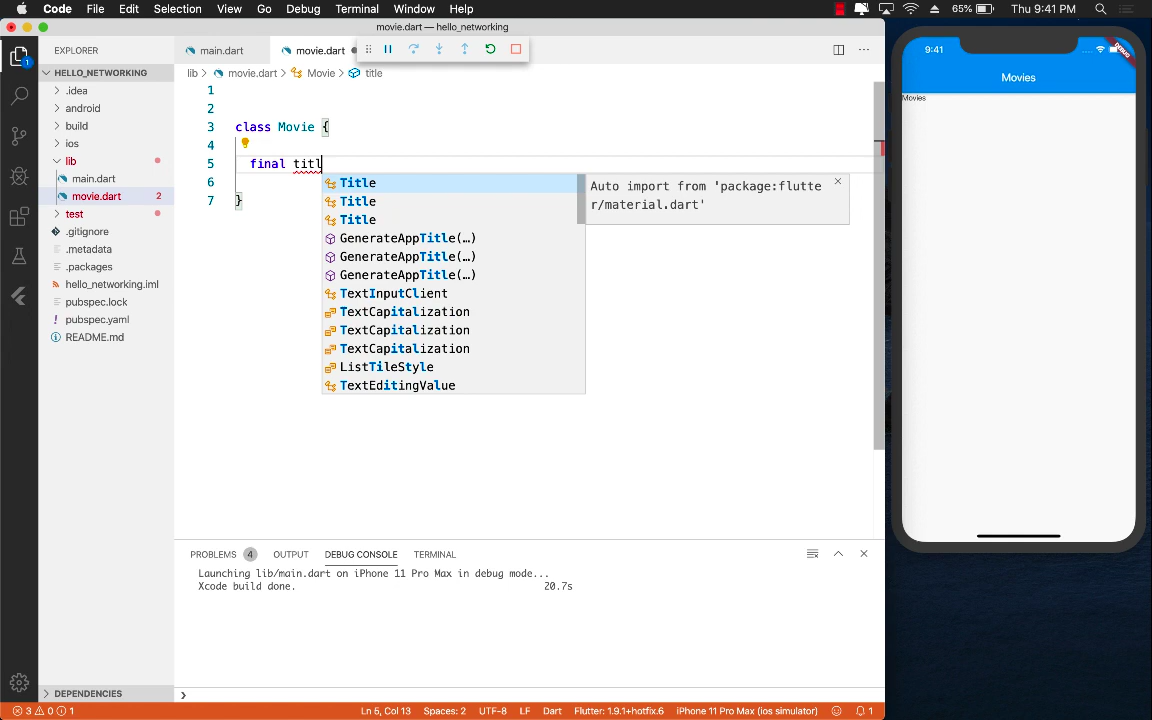 Code File Edit Selection View Go Debug Terminal Window Help 65% Thu 9:41 PM
movie.dart — hello_networking
EXPLORER
HELLO_NETWORKING
.idea
android
build
ios
lib
main.dart
movie.dart 2
test
.gitignore
.metadata
.packages
hello_networking.iml
pubspec.lock
pubspec.yaml
README.md
DEPENDENCIES
1
main.dart
movie.dart
lib > movie.dart > Movie > title
1
2
3 class Movie {
4
5 final titl
6
7 }
Title
Title
Title
GenerateAppTitle(…)
GenerateAppTitle(…)
GenerateAppTitle(…)
TextInputClient
TextCapitalization
TextCapitalization
TextCapitalization
ListTileStyle
TextEditingValue
Auto import from 'package:flutte
r/material.dart'
PROBLEMS 4 OUTPUT DEBUG CONSOLE TERMINAL
Launching lib/main.dart on iPhone 11 Pro Max in debug mode...
Xcode build done. 20.7s
3 0 1 Ln 5, Col 13 Spaces: 2 UTF-8 LF Dart Flutter: 1.9.1+hotfix.6 iPhone 11 Pro Max (ios simulator) 1
9:41
DEBUG
Movies
Movies